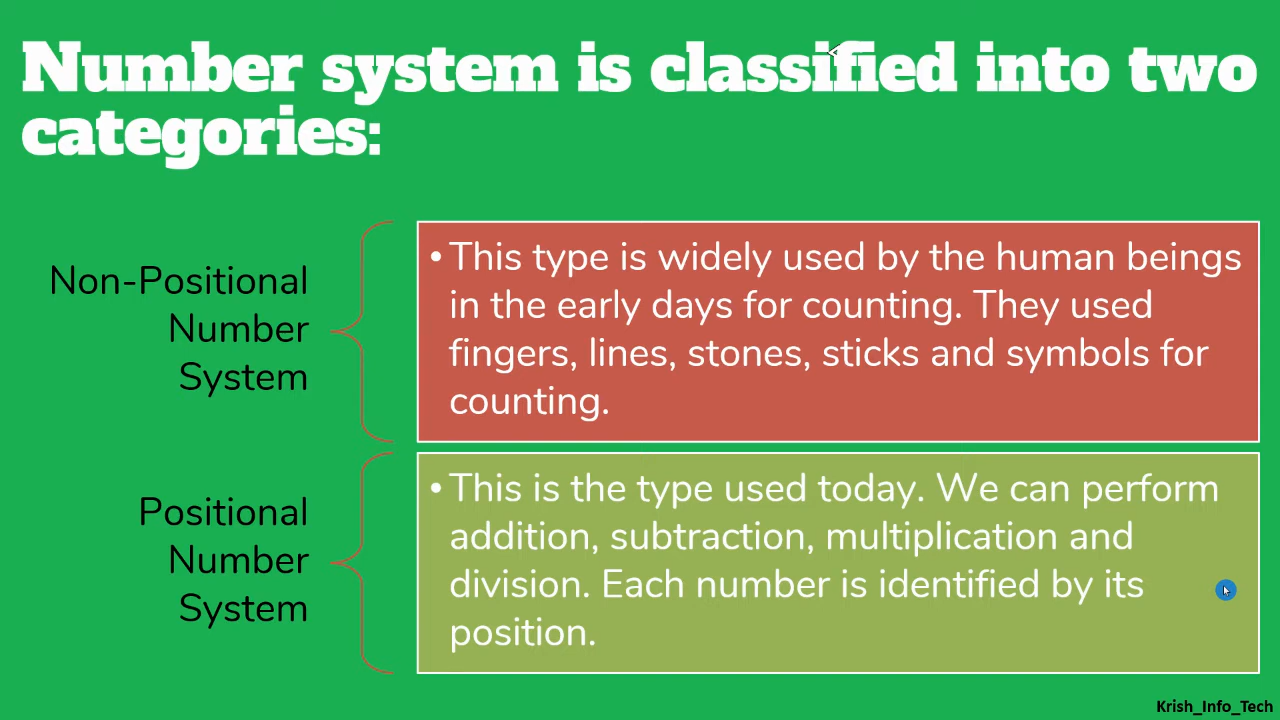 Number system is classified into two
categories:
Non-Positional
Number
System
• This type is widely used by the human beings
in the early days for counting. They used
fingers, lines, stones, sticks and symbols for
counting.
Positional
Number
System
• This is the type used today. We can perform
addition, subtraction, multiplication and
division. Each number is identified by its
position.
Krish_Info_Tech